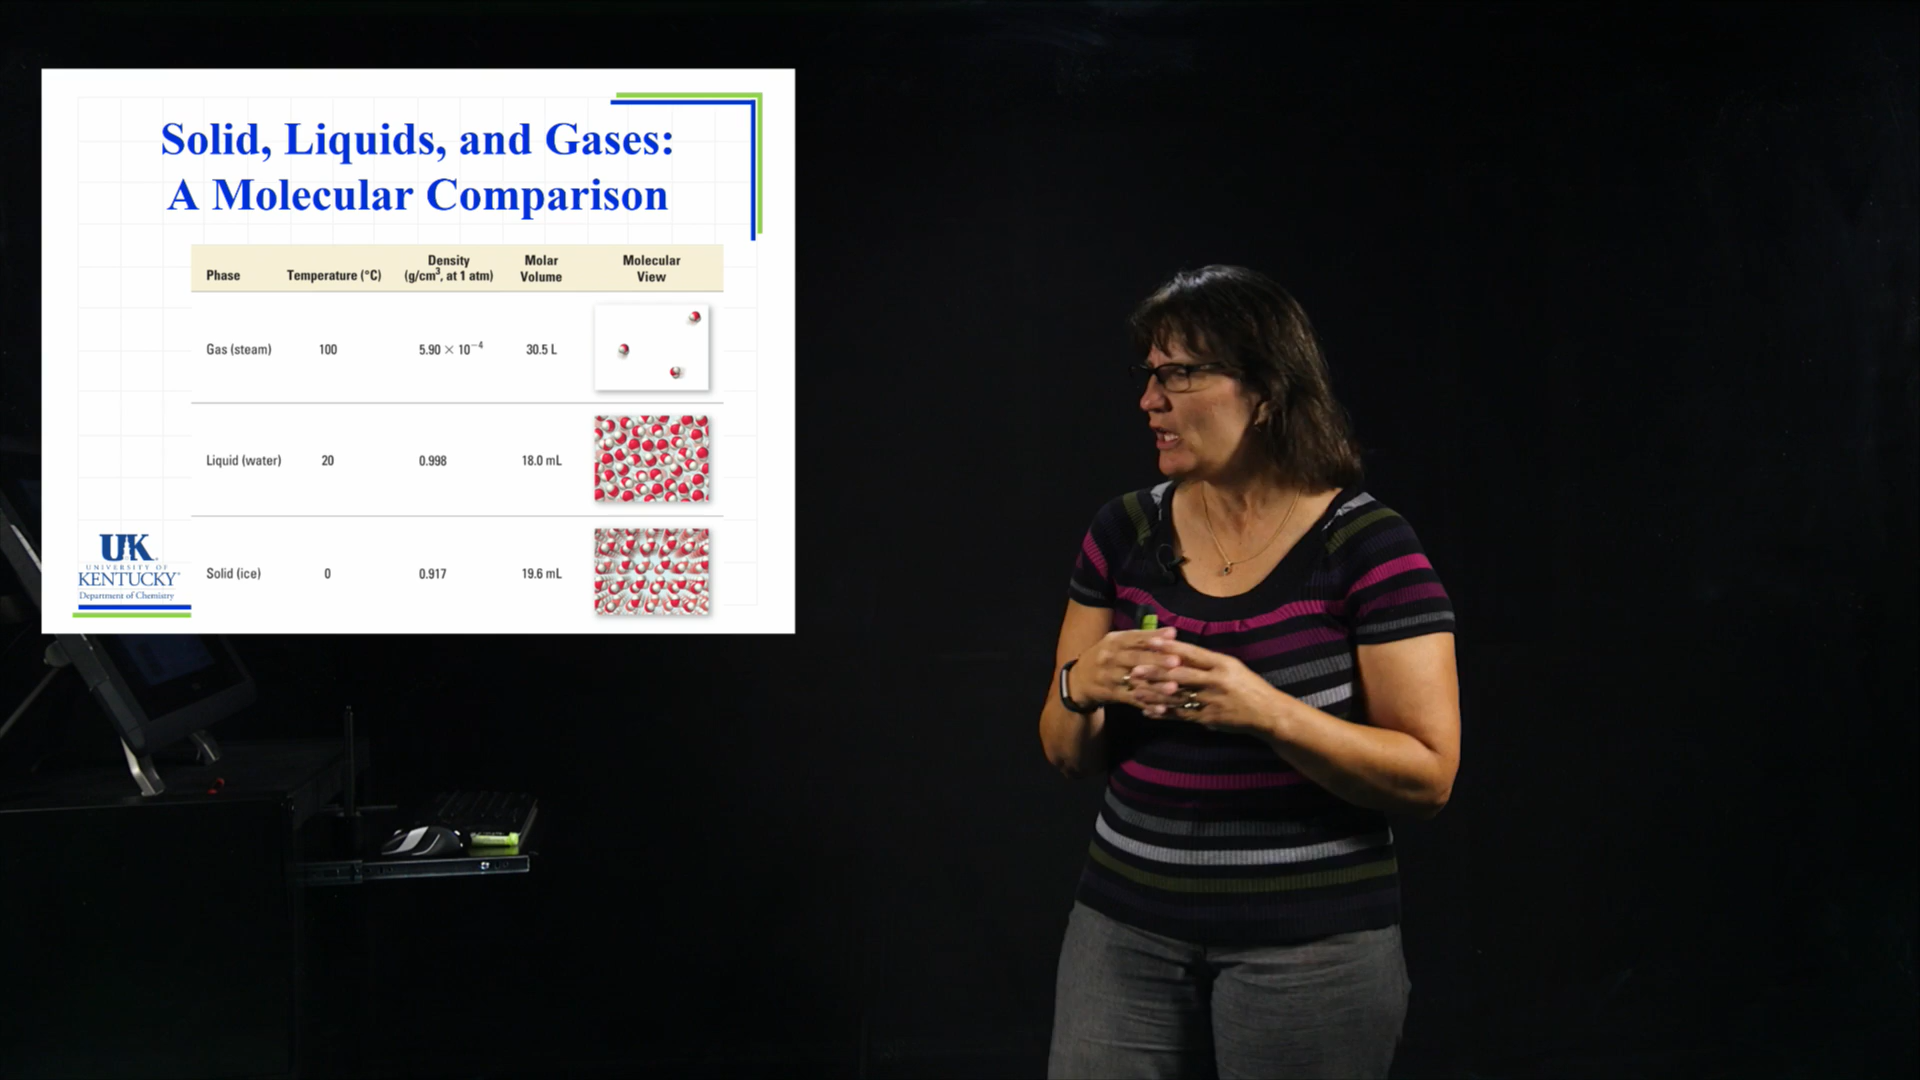 Solid, Liquids, and Gases:
A Molecular Comparison
Phase Temperature (°C) Density (g/cm³, at 1 atm) Molar Volume Molecular View
Gas (steam) 100 5.90 × 10⁻⁴ 30.5 L
Liquid (water) 20 0.998 18.0 mL
Solid (ice) 0 0.917 19.6 mL
UK
UNIVERSITY OF
KENTUCKY
Department of Chemistry